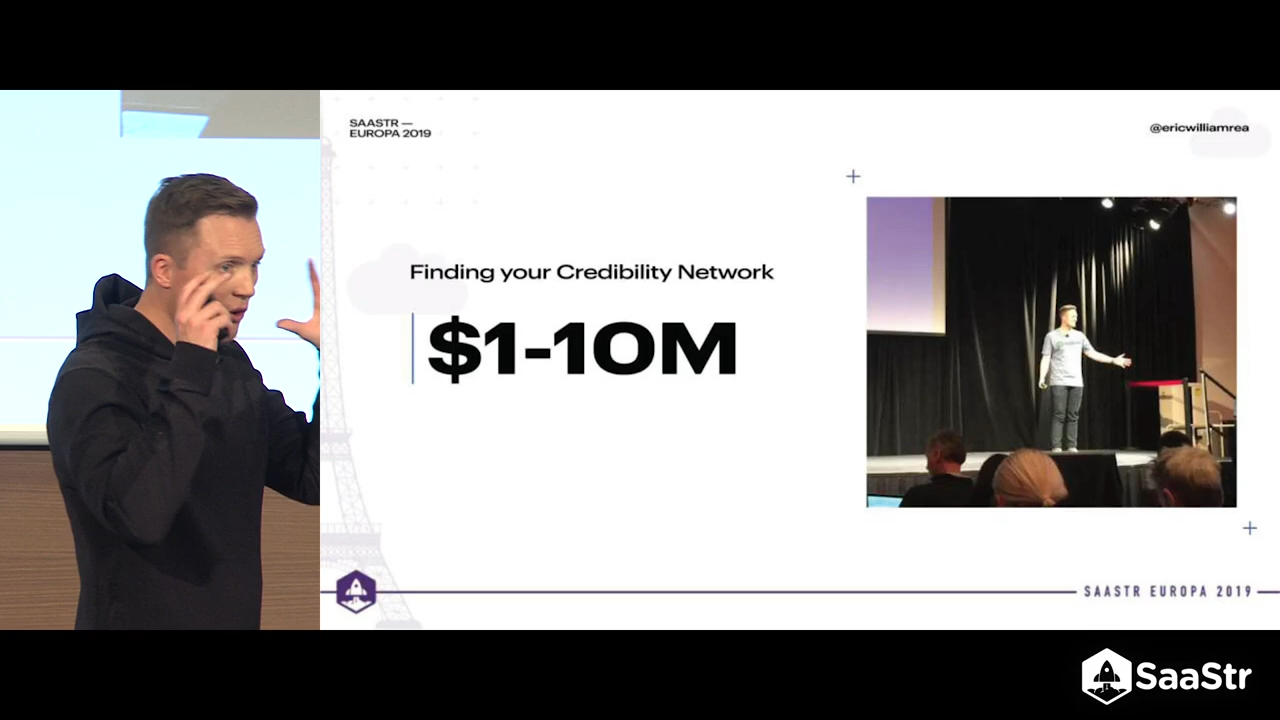 SAASTR —
EUROPA 2019
@ericwilliamrea
Finding your Credibility Network
$1-10M
SAASTR EUROPA 2019
SaaStr